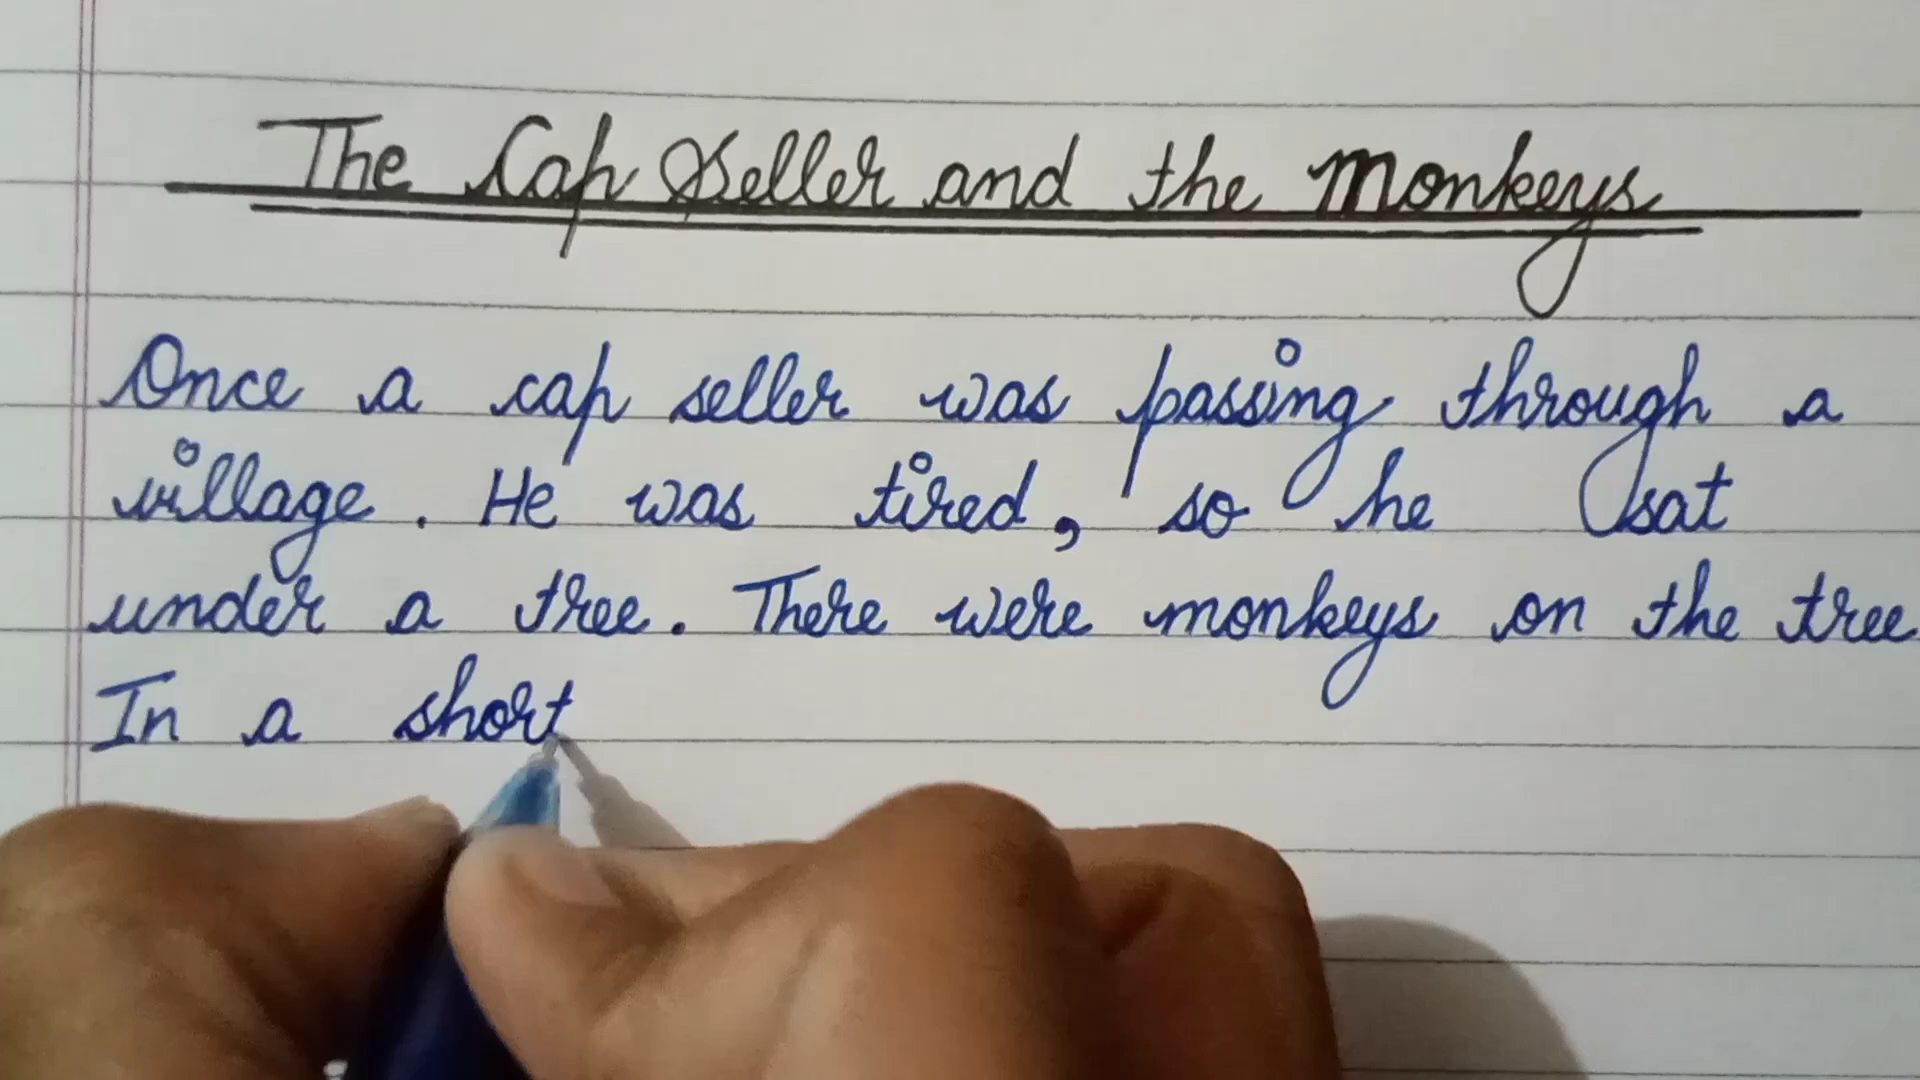 The Cap Seller and the Monkeys
Once a cap seller was passing through a
village. He was tired, so he sat
under a tree. There were monkeys on the tree
In a short